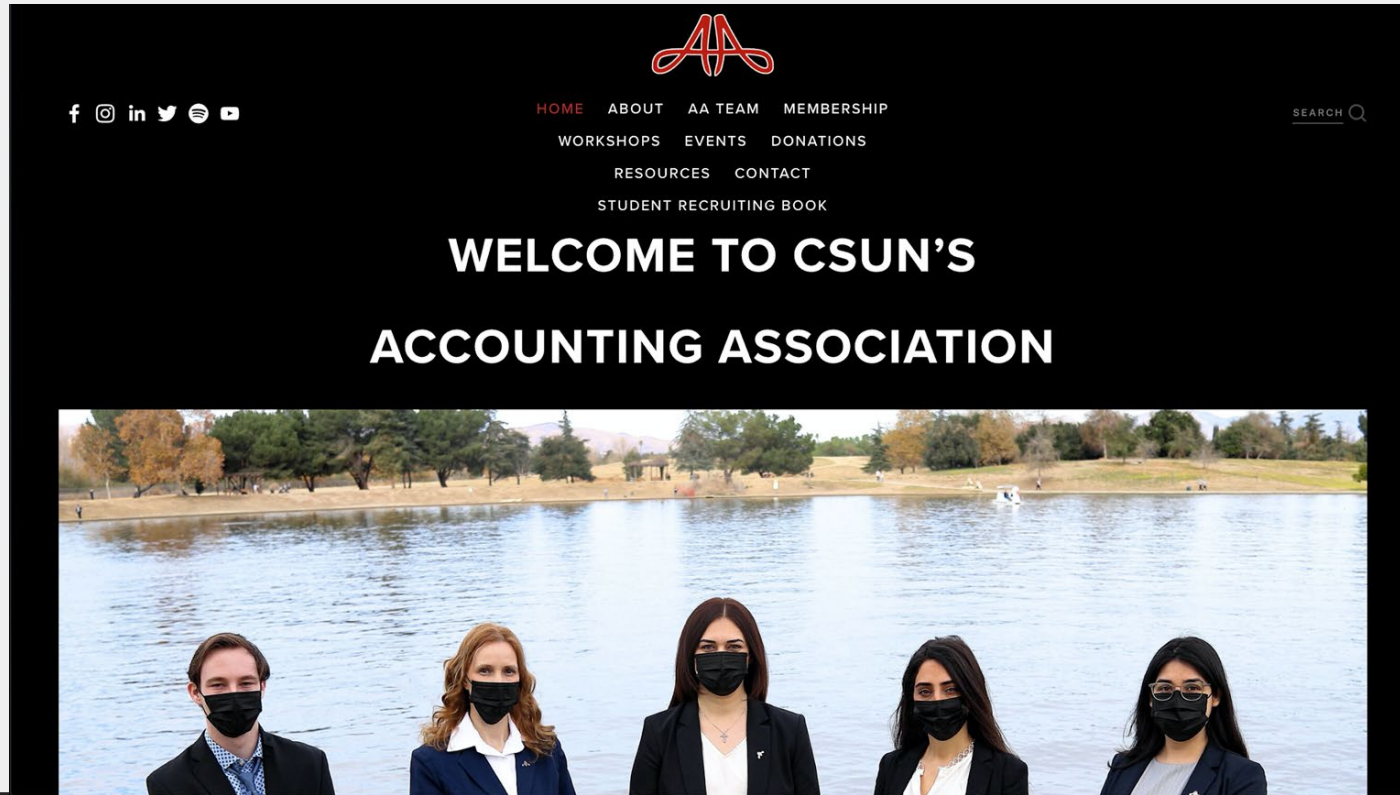 AA
HOME ABOUT AA TEAM MEMBERSHIP
SEARCH
WORKSHOPS EVENTS DONATIONS
RESOURCES CONTACT
STUDENT RECRUITING BOOK
WELCOME TO CSUN’S
ACCOUNTING ASSOCIATION